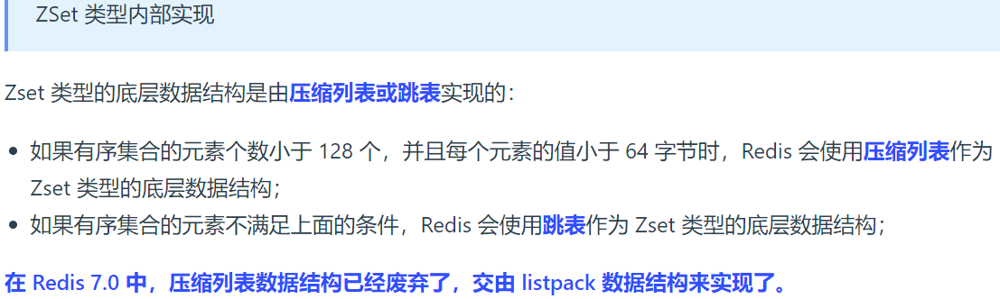 ZSet 类型内部实现
Zset 类型的底层数据结构是由压缩列表或跳表实现的：
• 如果有序集合的元素个数小于 128 个，并且每个元素的值小于 64 字节时，Redis 会使用压缩列表作为
Zset 类型的底层数据结构；
• 如果有序集合的元素不满足上面的条件，Redis 会使用跳表作为 Zset 类型的底层数据结构；
在 Redis 7.0 中，压缩列表数据结构已经废弃了，交由 listpack 数据结构来实现了。